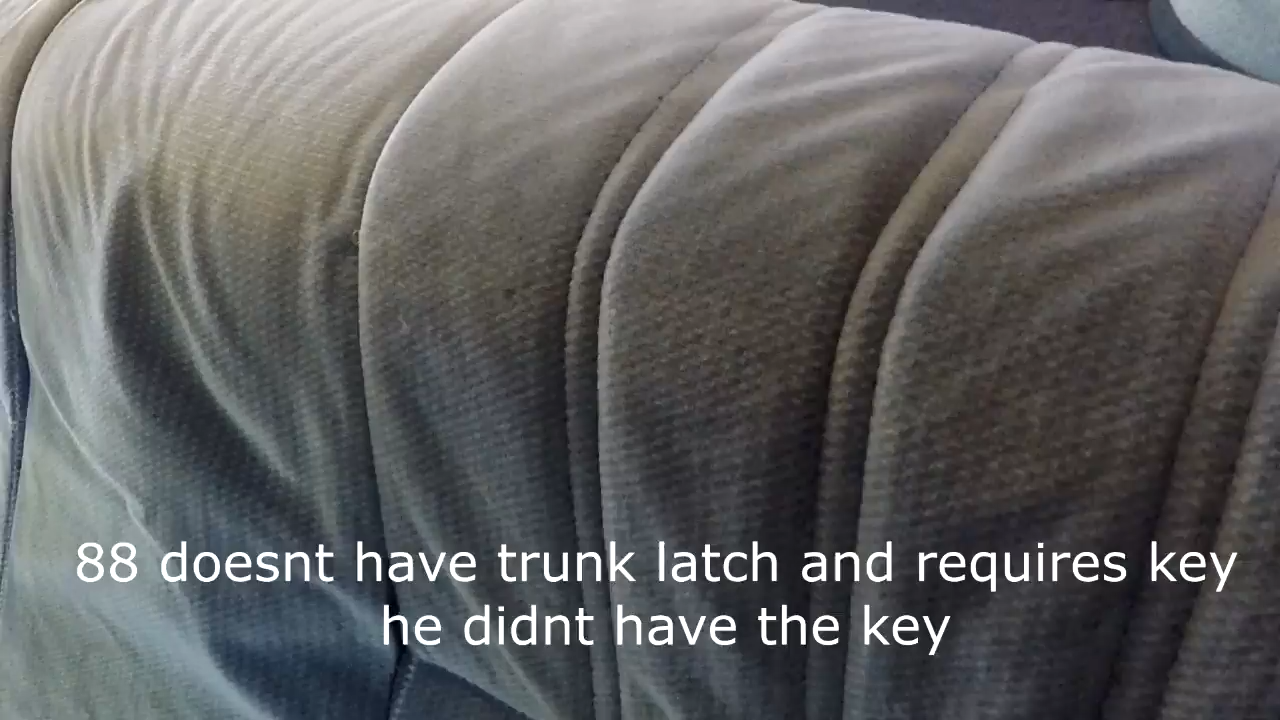 88 doesnt have trunk latch and requires key
he didnt have the key